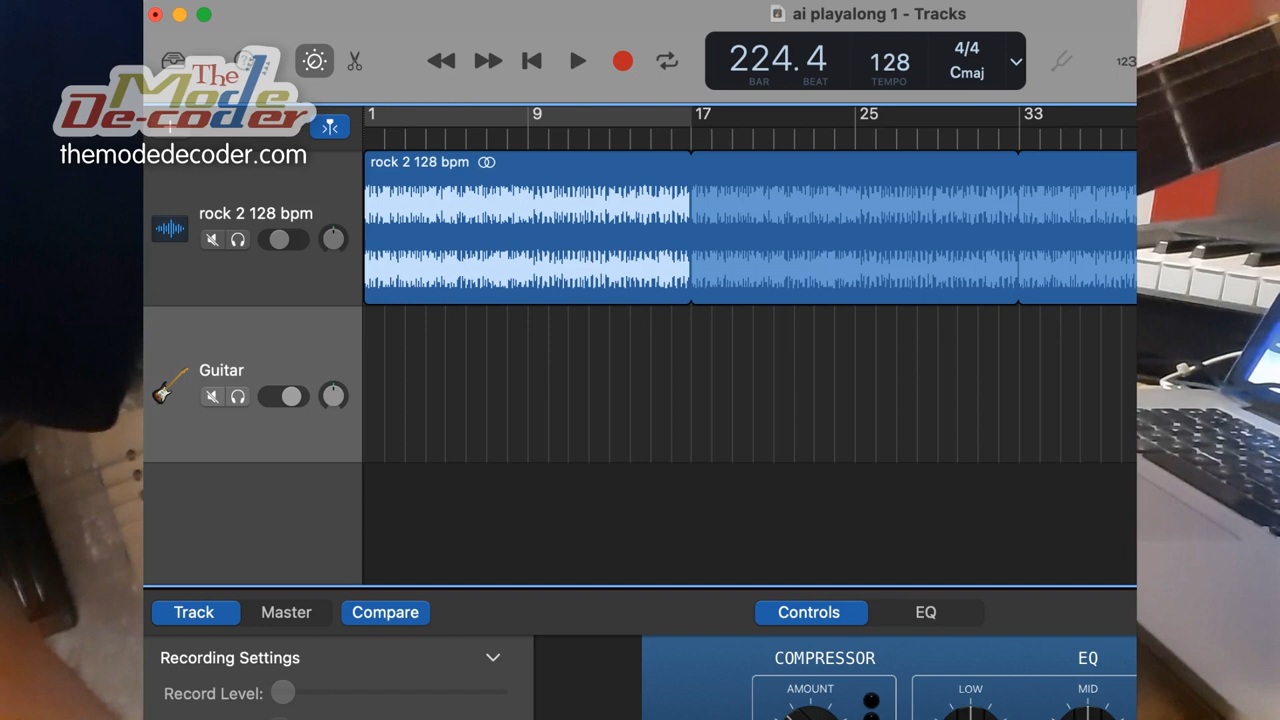 ai playalong 1 - Tracks
The
Mode
De-coder
themodedecoder.com
224.4
BAR
BEAT
128
TEMPO
4/4
Cmaj
123
1
9
17
25
33
rock 2 128 bpm
rock 2 128 bpm
Guitar
Track
Master
Compare
Controls
EQ
Recording Settings
Record Level:
COMPRESSOR
EQ
AMOUNT
LOW
MID